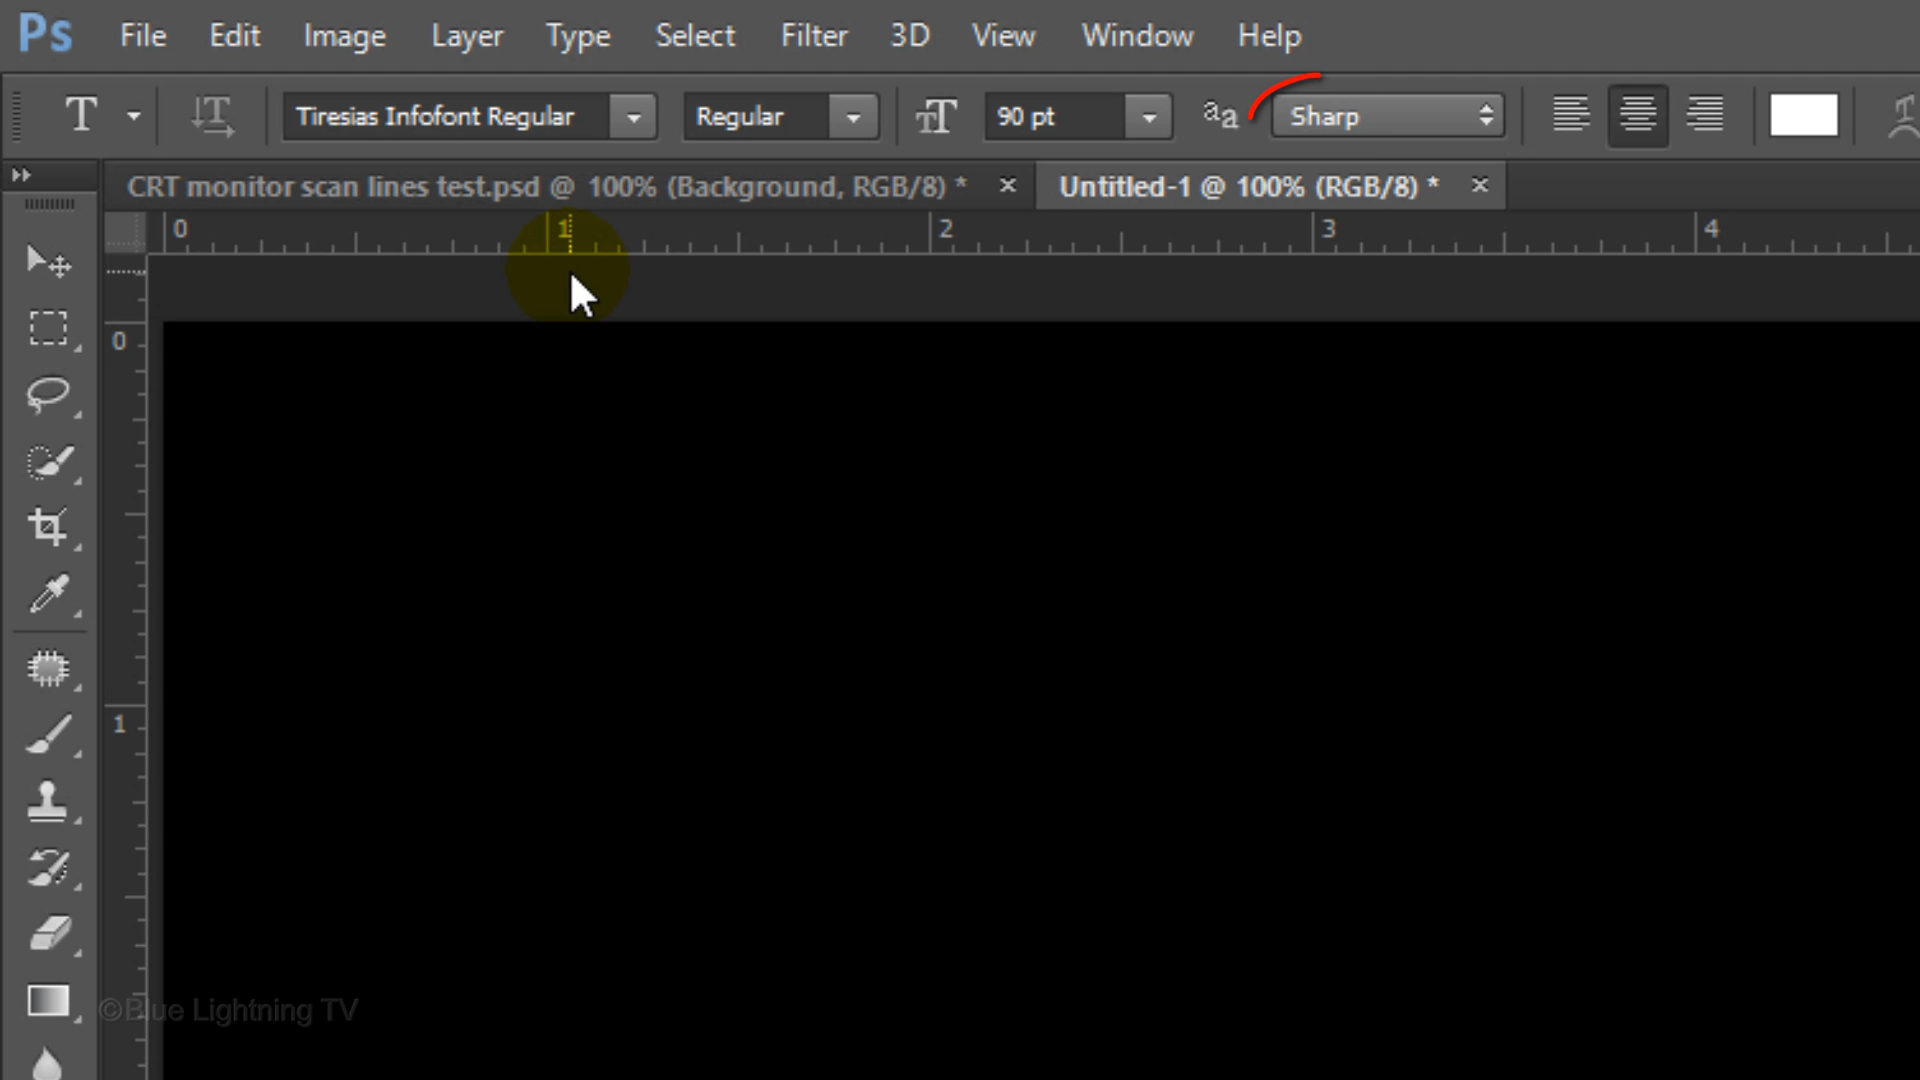 Ps File Edit Image Layer Type Select Filter 3D View Window Help
T T Tiresias Infofont Regular Regular TT 90 pt aa Sharp
CRT monitor scan lines test.psd @ 100% (Background, RGB/8) * × Untitled-1 @ 100% (RGB/8) * ×
0 1 2 3 4
0
1
©Blue Lightning TV